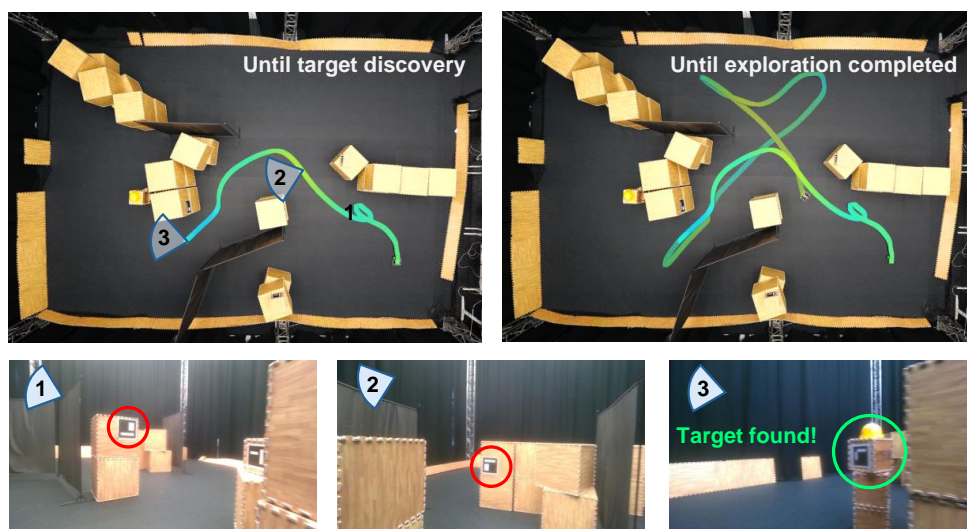 Until target discovery
Until exploration completed
2
1
3
1
2
3
Target found!